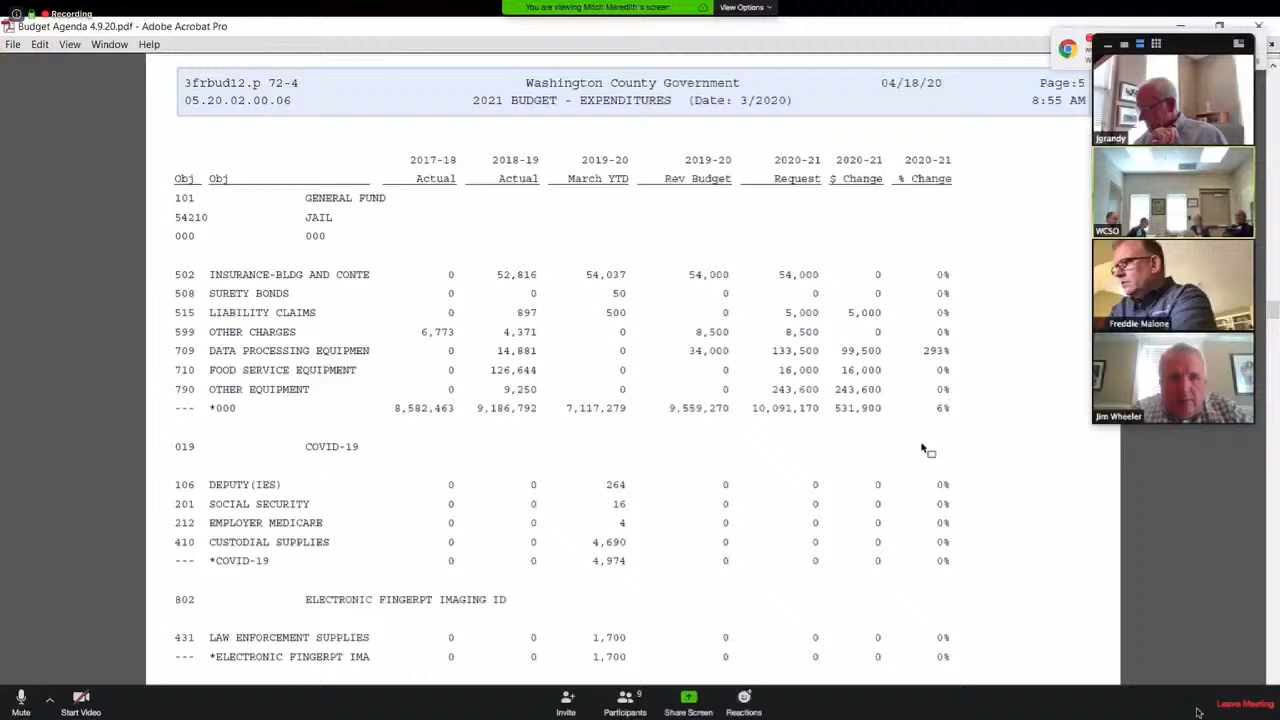 Recording
You are viewing Mitch Meredith's screen
View Options
Budget Agenda 4.9.20.pdf - Adobe Acrobat Pro
File Edit View Window Help
3frbud12.p 72-4 Washington County Government 04/18/20 Page:5
05.20.02.00.06 2021 BUDGET - EXPENDITURES (Date: 3/2020) 8:55 AM
2017-18 2018-19 2019-20 2019-20 2020-21 2020-21 2020-21
Obj Obj Actual Actual March YTD Rev Budget Request $ Change % Change
101 GENERAL FUND
54210 JAIL
000 000
502 INSURANCE-BLDG AND CONTE 0 52,816 54,037 54,000 54,000 0 0%
508 SURETY BONDS 0 0 50 0 0 0 0%
515 LIABILITY CLAIMS 0 897 500 0 5,000 5,000 0%
599 OTHER CHARGES 6,773 4,371 0 8,500 8,500 0 0%
709 DATA PROCESSING EQUIPMEN 0 14,881 0 34,000 133,500 99,500 293%
710 FOOD SERVICE EQUIPMENT 0 126,644 0 0 16,000 16,000 0%
790 OTHER EQUIPMENT 0 9,250 0 0 243,600 243,600 0%
--- *000 8,582,463 9,186,792 7,117,279 9,559,270 10,091,170 531,900 6%
019 COVID-19
106 DEPUTY(IES) 0 0 264 0 0 0 0%
201 SOCIAL SECURITY 0 0 16 0 0 0 0%
212 EMPLOYER MEDICARE 0 0 4 0 0 0 0%
410 CUSTODIAL SUPPLIES 0 0 4,690 0 0 0 0%
--- *COVID-19 0 0 4,974 0 0 0 0%
802 ELECTRONIC FINGERPT IMAGING ID
431 LAW ENFORCEMENT SUPPLIES 0 0 1,700 0 0 0 0%
--- *ELECTRONIC FINGERPT IMA 0 0 1,700 0 0 0 0%
jgrandy
WCSO
Freddie Malone
Jim Wheeler
Mute Start Video Invite Participants 9 Share Screen Reactions Leave Meeting